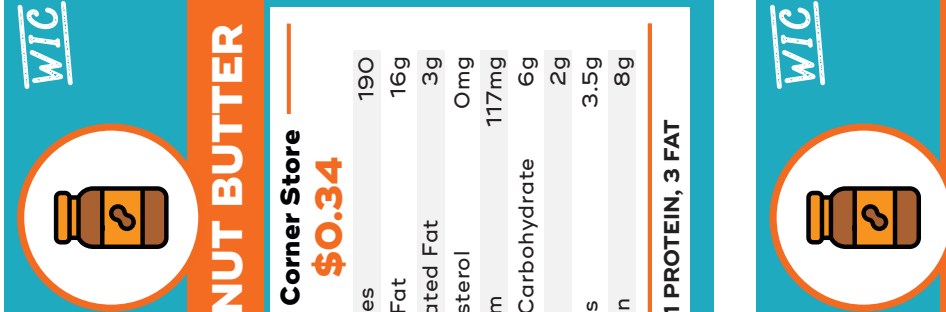 WIC
NUT BUTTER
Corner Store
$0.34
es 190
Fat 16g
ated Fat 3g
sterol 0mg
m 117mg
Carbohydrate 6g
2g
s 3.5g
n 8g
1 PROTEIN, 3 FAT
WIC